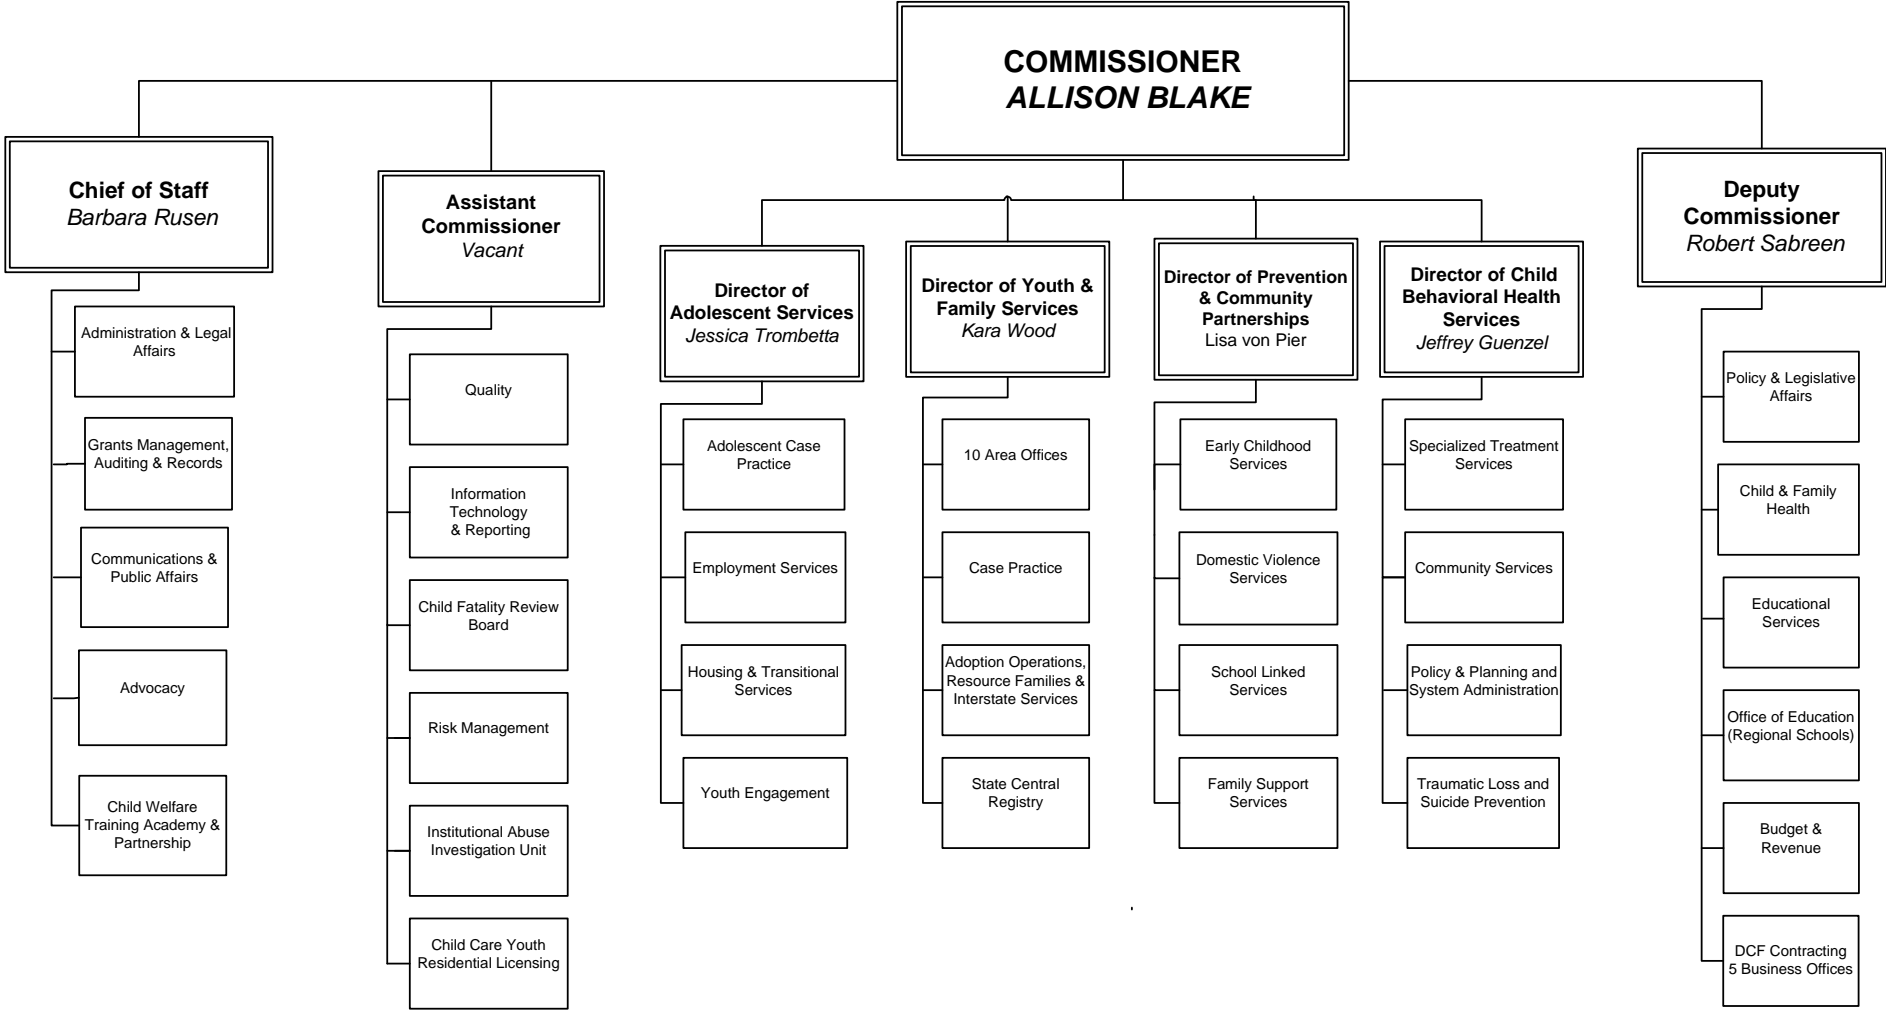 COMMISSIONER
ALLISON BLAKE
Chief of Staff
Barbara Rusen
Administration & Legal
Affairs
Grants Management,
Auditing & Records
Communications &
Public Affairs
Advocacy
Child Welfare
Training Academy &
Partnership
Assistant
Commissioner
Vacant
Quality
Information
Technology
& Reporting
Child Fatality Review
Board
Risk Management
Institutional Abuse
Investigation Unit
Child Care Youth
Residential Licensing
Director of
Adolescent Services
Jessica Trombetta
Adolescent Case
Practice
Employment Services
Housing & Transitional
Services
Youth Engagement
Director of Youth &
Family Services
Kara Wood
10 Area Offices
Case Practice
Adoption Operations,
Resource Families &
Interstate Services
State Central
Registry
Director of Prevention
& Community
Partnerships
Lisa von Pier
Early Childhood
Services
Domestic Violence
Services
School Linked
Services
Family Support
Services
Director of Child
Behavioral Health
Services
Jeffrey Guenzel
Specialized Treatment
Services
Community Services
Policy & Planning and
System Administration
Traumatic Loss and
Suicide Prevention
Deputy
Commissioner
Robert Sabreen
Policy & Legislative
Affairs
Child & Family
Health
Educational
Services
Office of Education
(Regional Schools)
Budget &
Revenue
DCF Contracting
5 Business Offices